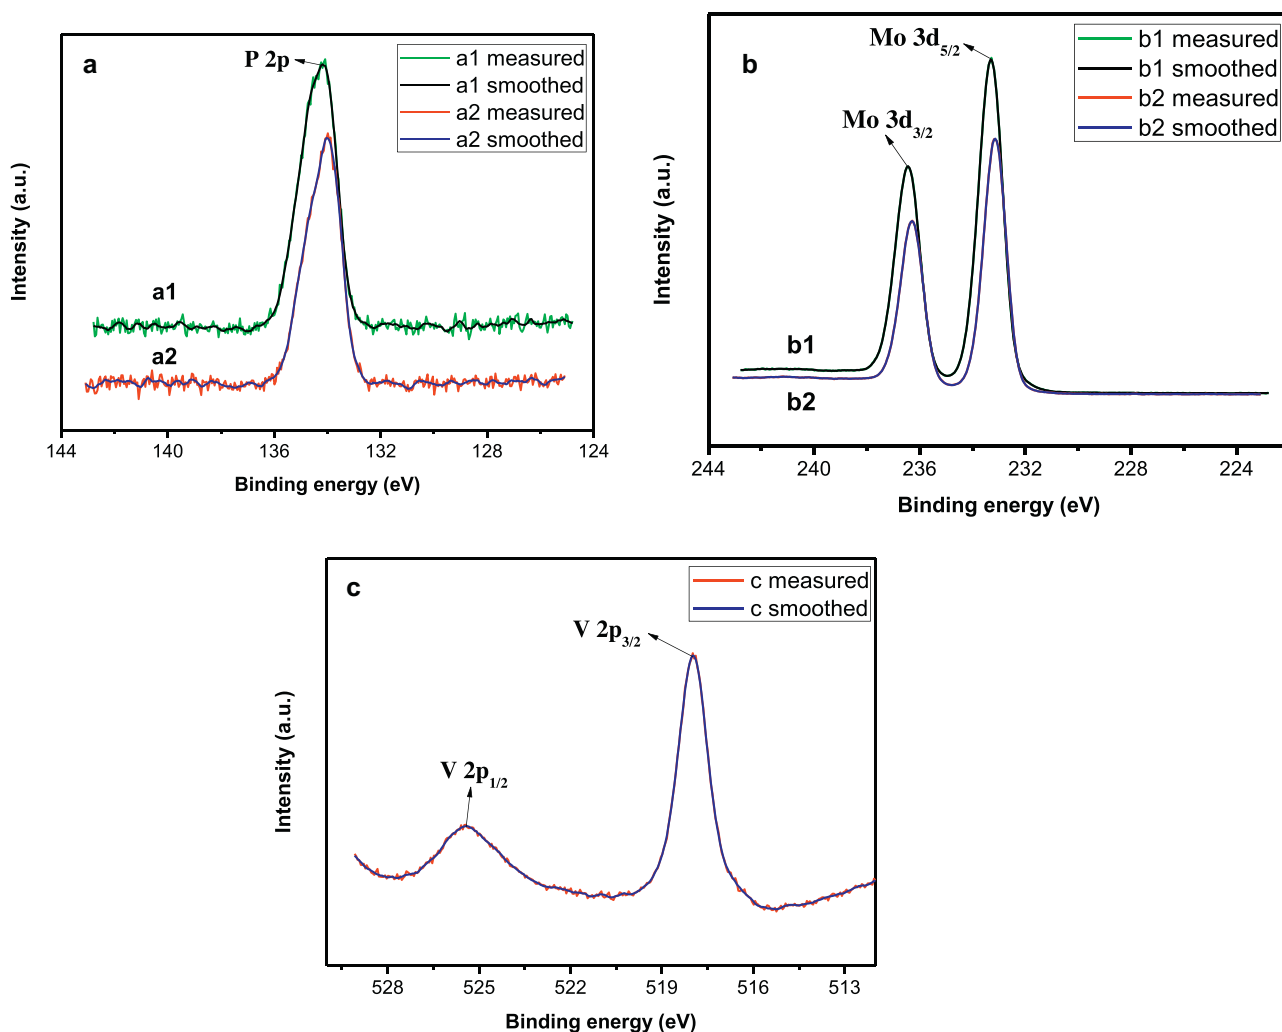 a
P 2p
a1 measured
a1 smoothed
a2 measured
a2 smoothed
a1
a2
Intensity (a.u.)
144 140 136 132 128 124
Binding energy (eV)
b
Mo 3d5/2
Mo 3d3/2
b1 measured
b1 smoothed
b2 measured
b2 smoothed
b1
b2
Intensity (a.u.)
244 240 236 232 228 224
Binding energy (eV)
c
c measured
c smoothed
V 2p3/2
V 2p1/2
Intensity (a.u.)
528 525 522 519 516 513
Binding energy (eV)